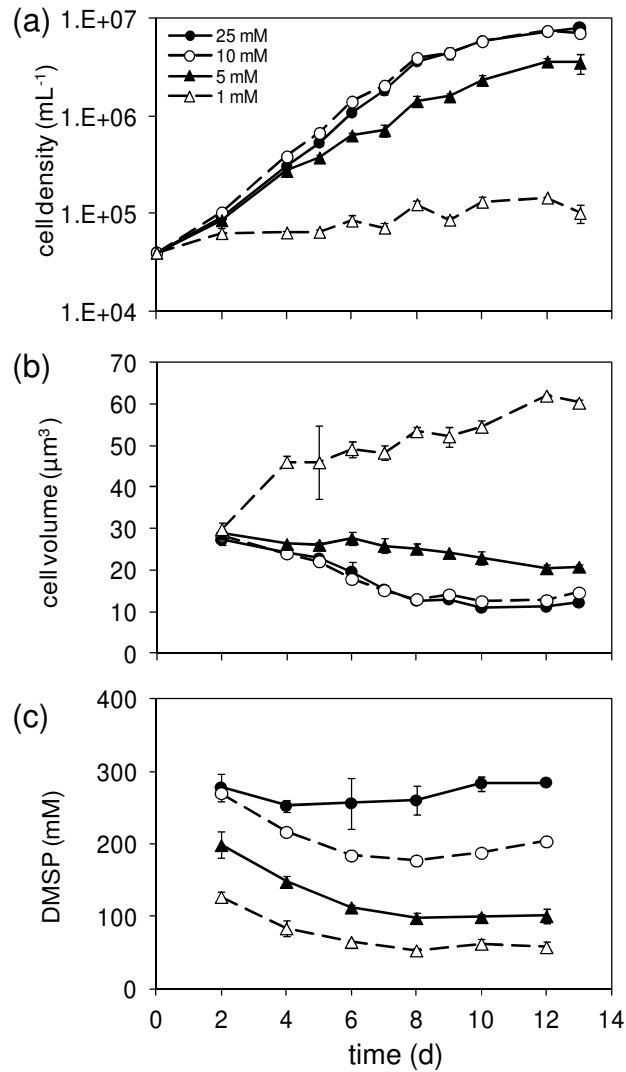 (a)
1.E+07
1.E+06
1.E+05
1.E+04
cell density (mL⁻¹)
25 mM
10 mM
5 mM
1 mM
(b)
70
60
50
40
30
20
10
0
cell volume (µm³)
(c)
400
300
200
100
0
DMSP (mM)
0 2 4 6 8 10 12 14
time (d)